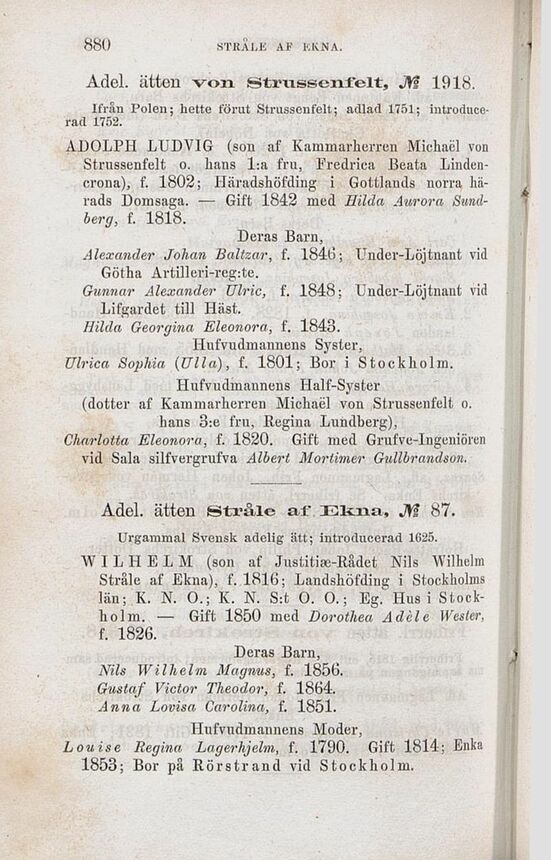 880
STRÅLE AF EKNA.
Adel. ätten von Strussenfelt, № 1918.
Ifrån Polen; hette förut Strussenfelt; adlad 1751; introduce-
rad 1752.
ADOLPH LUDVIG (son af Kammarherren Michaël von
Strussenfelt o. hans 1:a fru, Fredrica Beata Linden-
crona), f. 1802; Häradshöfding i Gottlands norra hä-
rads Domsaga. — Gift 1842 med Hilda Aurora Sund-
berg, f. 1818.
Deras Barn,
Alexander Johan Baltzar, f. 1846; Under-Löjtnant vid
Götha Artilleri-reg:te.
Gunnar Alexander Ulric, f. 1848; Under-Löjtnant vid
Lifgardet till Häst.
Hilda Georgina Eleonora, f. 1843.
Hufvudmannens Syster,
Ulrica Sophia (Ulla), f. 1801; Bor i Stockholm.
Hufvudmannens Half-Syster
(dotter af Kammarherren Michaël von Strussenfelt o.
hans 3:e fru, Regina Lundberg),
Charlotta Eleonora, f. 1820. Gift med Grufve-Ingeniören
vid Sala silfvergrufva Albert Mortimer Gullbrandson.
Adel. ätten Stråle af Ekna, № 87.
Urgammal Svensk adelig ätt; introducerad 1625.
WILHELM (son af Justitiæ-Rådet Nils Wilhelm
Stråle af Ekna), f. 1816; Landshöfding i Stockholms
län; K. N. O.; K. N. S:t O. O.; Eg. Hus i Stock-
holm. — Gift 1850 med Dorothea Adèle Wester,
f. 1826.
Deras Barn,
Nils Wilhelm Magnus, f. 1856.
Gustaf Victor Theodor, f. 1864.
Anna Lovisa Carolina, f. 1851.
Hufvudmannens Moder,
Louise Regina Lagerhjelm, f. 1790. Gift 1814; Enka
1853; Bor på Rörstrand vid Stockholm.